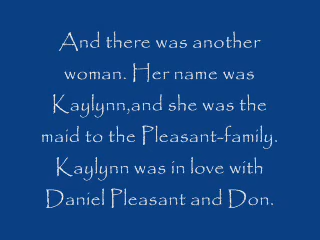 And there was another
woman. Her name was
Kaylynn,and she was the
maid to the Pleasant-family.
Kaylynn was in love with
Daniel Pleasant and Don.